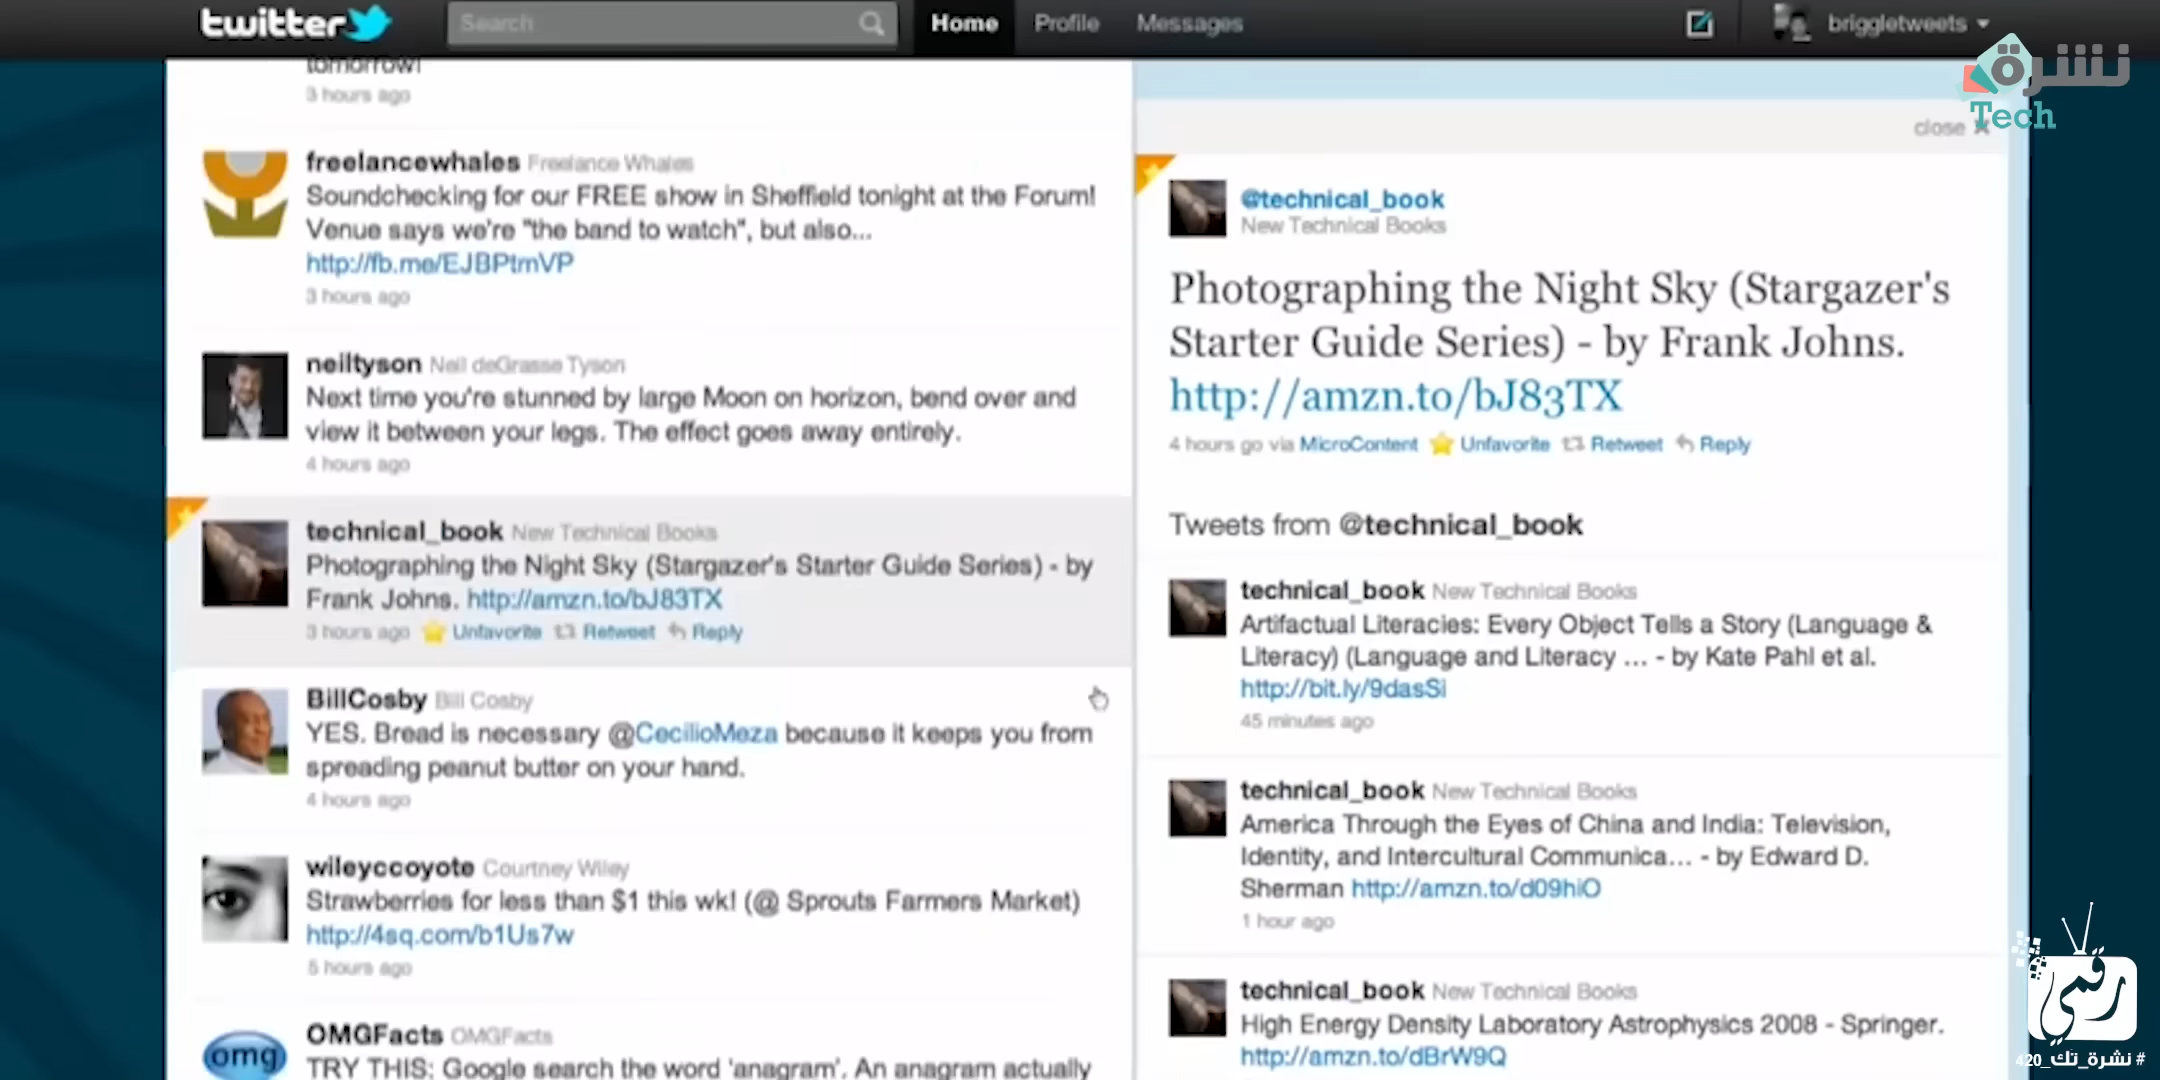 twitter
Search
Home
Profile
Messages
briggletweets
نشرة
Tech
tomorrow!
3 hours ago
freelancewhales Freelance Whales
Soundchecking for our FREE show in Sheffield tonight at the Forum!
Venue says we're "the band to watch", but also...
http://fb.me/EJBPtmVP
3 hours ago
neiltyson Neil deGrasse Tyson
Next time you're stunned by large Moon on horizon, bend over and
view it between your legs. The effect goes away entirely.
4 hours ago
technical_book New Technical Books
Photographing the Night Sky (Stargazer's Starter Guide Series) - by
Frank Johns. http://amzn.to/bJ83TX
3 hours ago Unfavorite Retweet Reply
BillCosby Bill Cosby
YES. Bread is necessary @CecilioMeza because it keeps you from
spreading peanut butter on your hand.
4 hours ago
wileyccoyote Courtney Wiley
Strawberries for less than $1 this wk! (@ Sprouts Farmers Market)
http://4sq.com/b1Us7w
5 hours ago
omg
OMGFacts OMGFacts
TRY THIS: Google search the word 'anagram'. An anagram actually
close ×
@technical_book
New Technical Books
Photographing the Night Sky (Stargazer's
Starter Guide Series) - by Frank Johns.
http://amzn.to/bJ83TX
4 hours go via MicroContent Unfavorite Retweet Reply
Tweets from @technical_book
technical_book New Technical Books
Artifactual Literacies: Every Object Tells a Story (Language &
Literacy) (Language and Literacy ... - by Kate Pahl et al.
http://bit.ly/9dasSi
45 minutes ago
technical_book New Technical Books
America Through the Eyes of China and India: Television,
Identity, and Intercultural Communica... - by Edward D.
Sherman http://amzn.to/d09hiO
1 hour ago
technical_book New Technical Books
High Energy Density Laboratory Astrophysics 2008 - Springer.
http://amzn.to/dBrW9Q
رقمي
#نشرة_تك_420